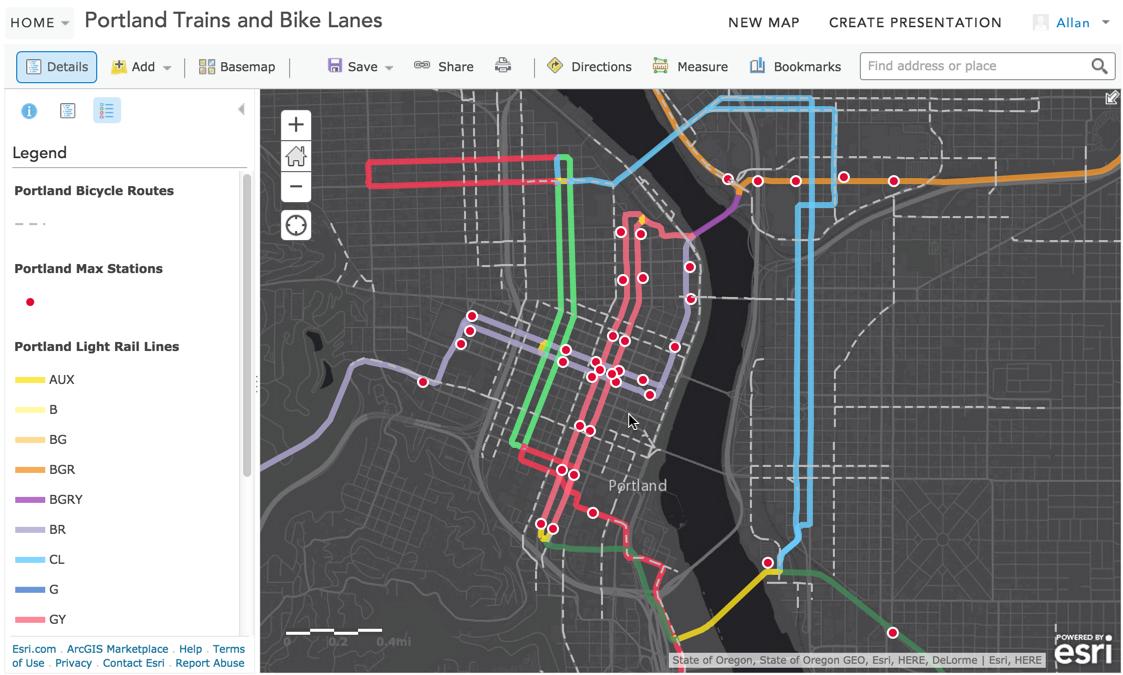 HOME
Portland Trains and Bike Lanes
NEW MAP
CREATE PRESENTATION
Allan
Details
Add
Basemap
Save
Share
Directions
Measure
Bookmarks
Find address or place
Legend
Portland Bicycle Routes
Portland Max Stations
Portland Light Rail Lines
AUX
B
BG
BGR
BGRY
BR
CL
G
GY
Esri.com . ArcGIS Marketplace . Help . Terms
of Use . Privacy . Contact Esri . Report Abuse
Portland
0 0.2 0.4mi
State of Oregon, State of Oregon GEO, Esri, HERE, DeLorme | Esri, HERE
POWERED BY
esri